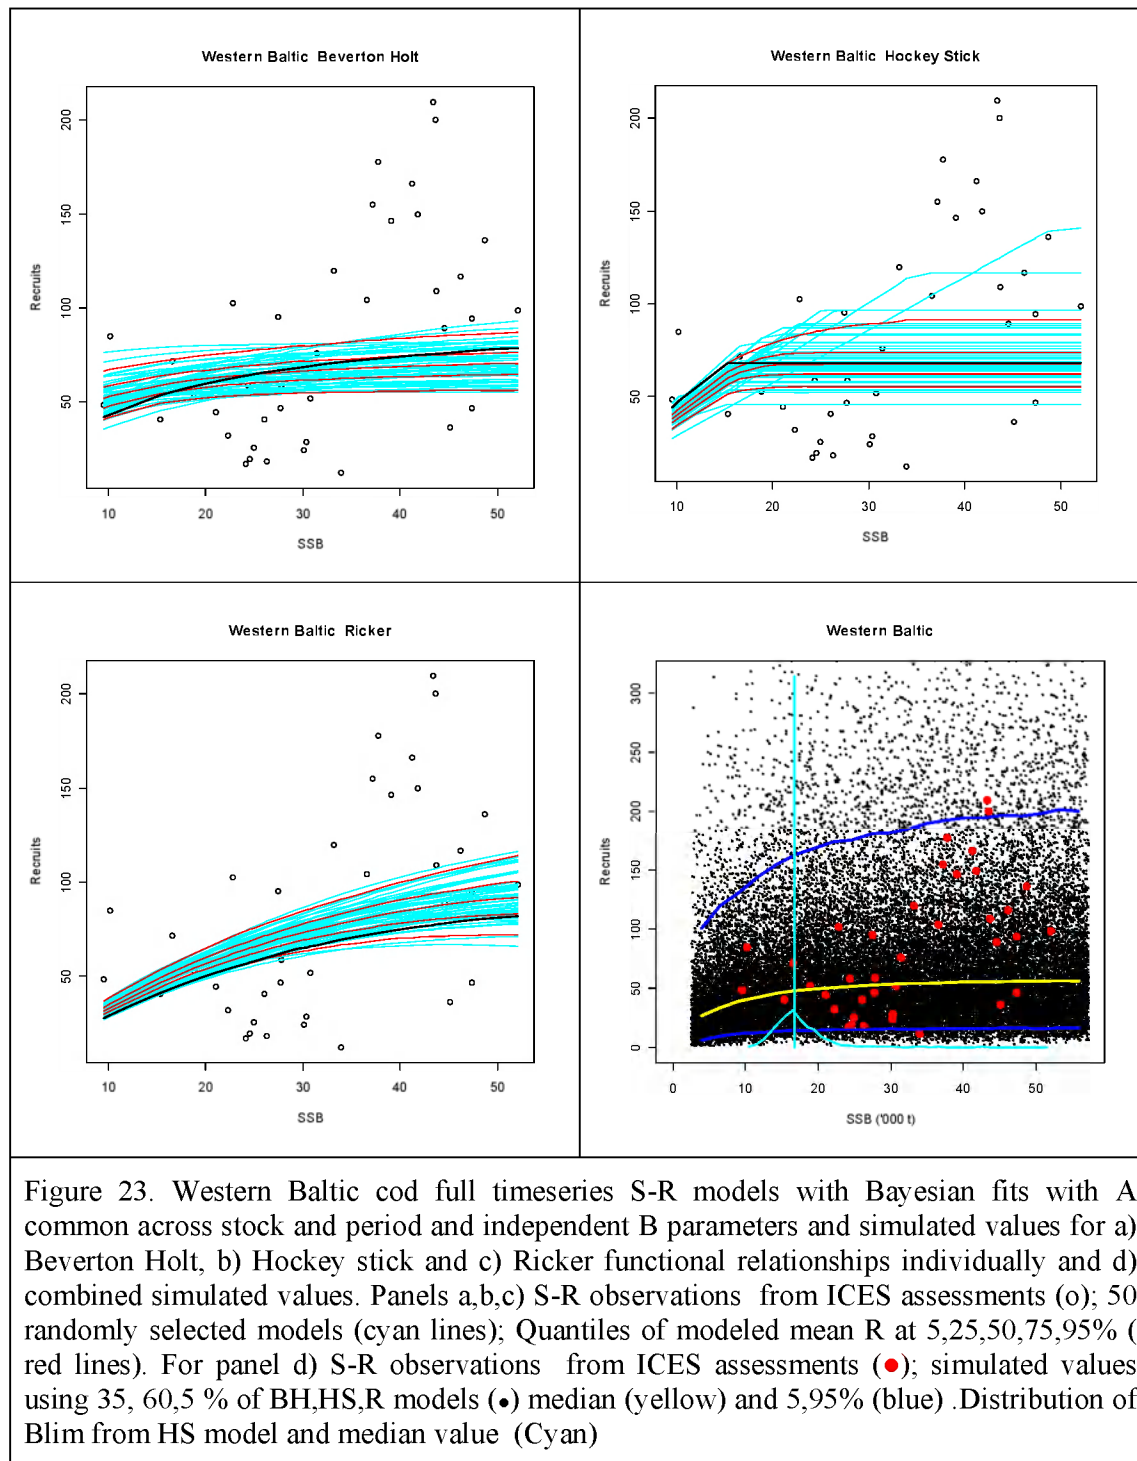 Western Baltic Beverton Holt
200
150
100
50
Recruits
10 20 30 40 50
SSB
Western Baltic Hockey Stick
200
150
100
50
Recruits
10 20 30 40 50
SSB
Western Baltic Ricker
200
150
100
50
Recruits
10 20 30 40 50
SSB
Western Baltic
300
250
200
150
100
50
0
Recruits
0 10 20 30 40 50
SSB ('000 t)
Figure 23. Western Baltic cod full timeseries S-R models with Bayesian fits with A
common across stock and period and independent B parameters and simulated values for a)
Beverton Holt, b) Hockey stick and c) Ricker functional relationships individually and d)
combined simulated values. Panels a,b,c) S-R observations from ICES assessments (o); 50
randomly selected models (cyan lines); Quantiles of modeled mean R at 5,25,50,75,95% (
red lines). For panel d) S-R observations from ICES assessments (●); simulated values
using 35, 60,5 % of BH,HS,R models (•) median (yellow) and 5,95% (blue) .Distribution of
Blim from HS model and median value (Cyan)